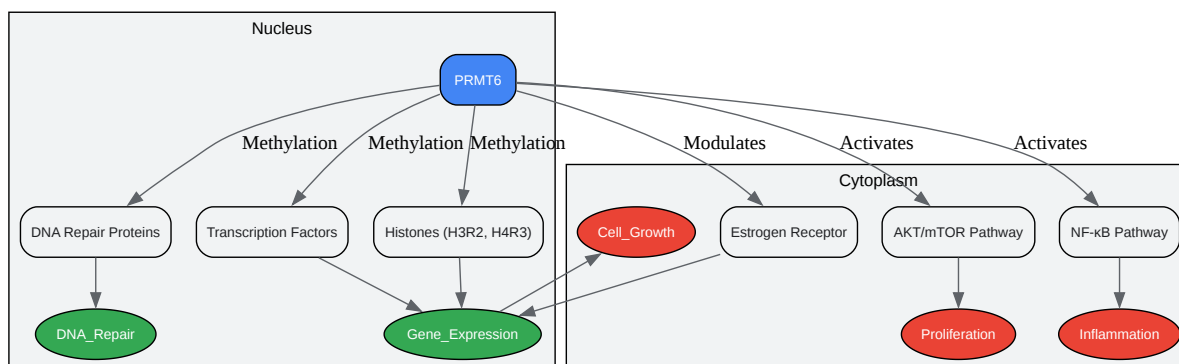 Nucleus
PRMT6
Methylation
Methylation
Methylation
Modulates
Activates
Activates
Cytoplasm
DNA Repair Proteins
Transcription Factors
Histones (H3R2, H4R3)
Cell_Growth
Estrogen Receptor
AKT/mTOR Pathway
NF-κB Pathway
DNA_Repair
Gene_Expression
Proliferation
Inflammation